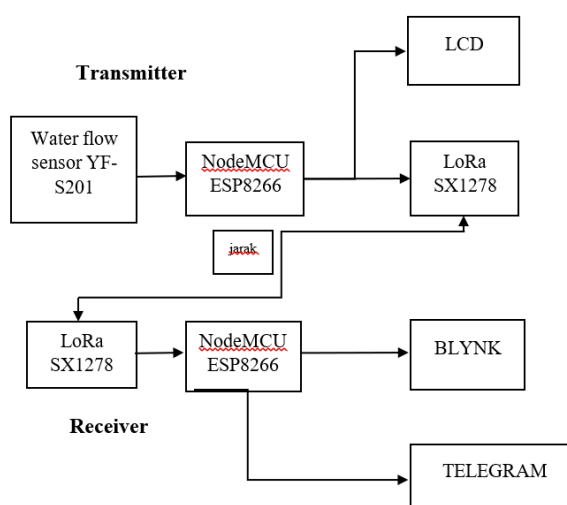 LCD
Transmitter
Water flow
sensor YF-
S201
NodeMCU
ESP8266
LoRa
SX1278
jarak
LoRa
SX1278
NodeMCU
ESP8266
BLYNK
Receiver
TELEGRAM